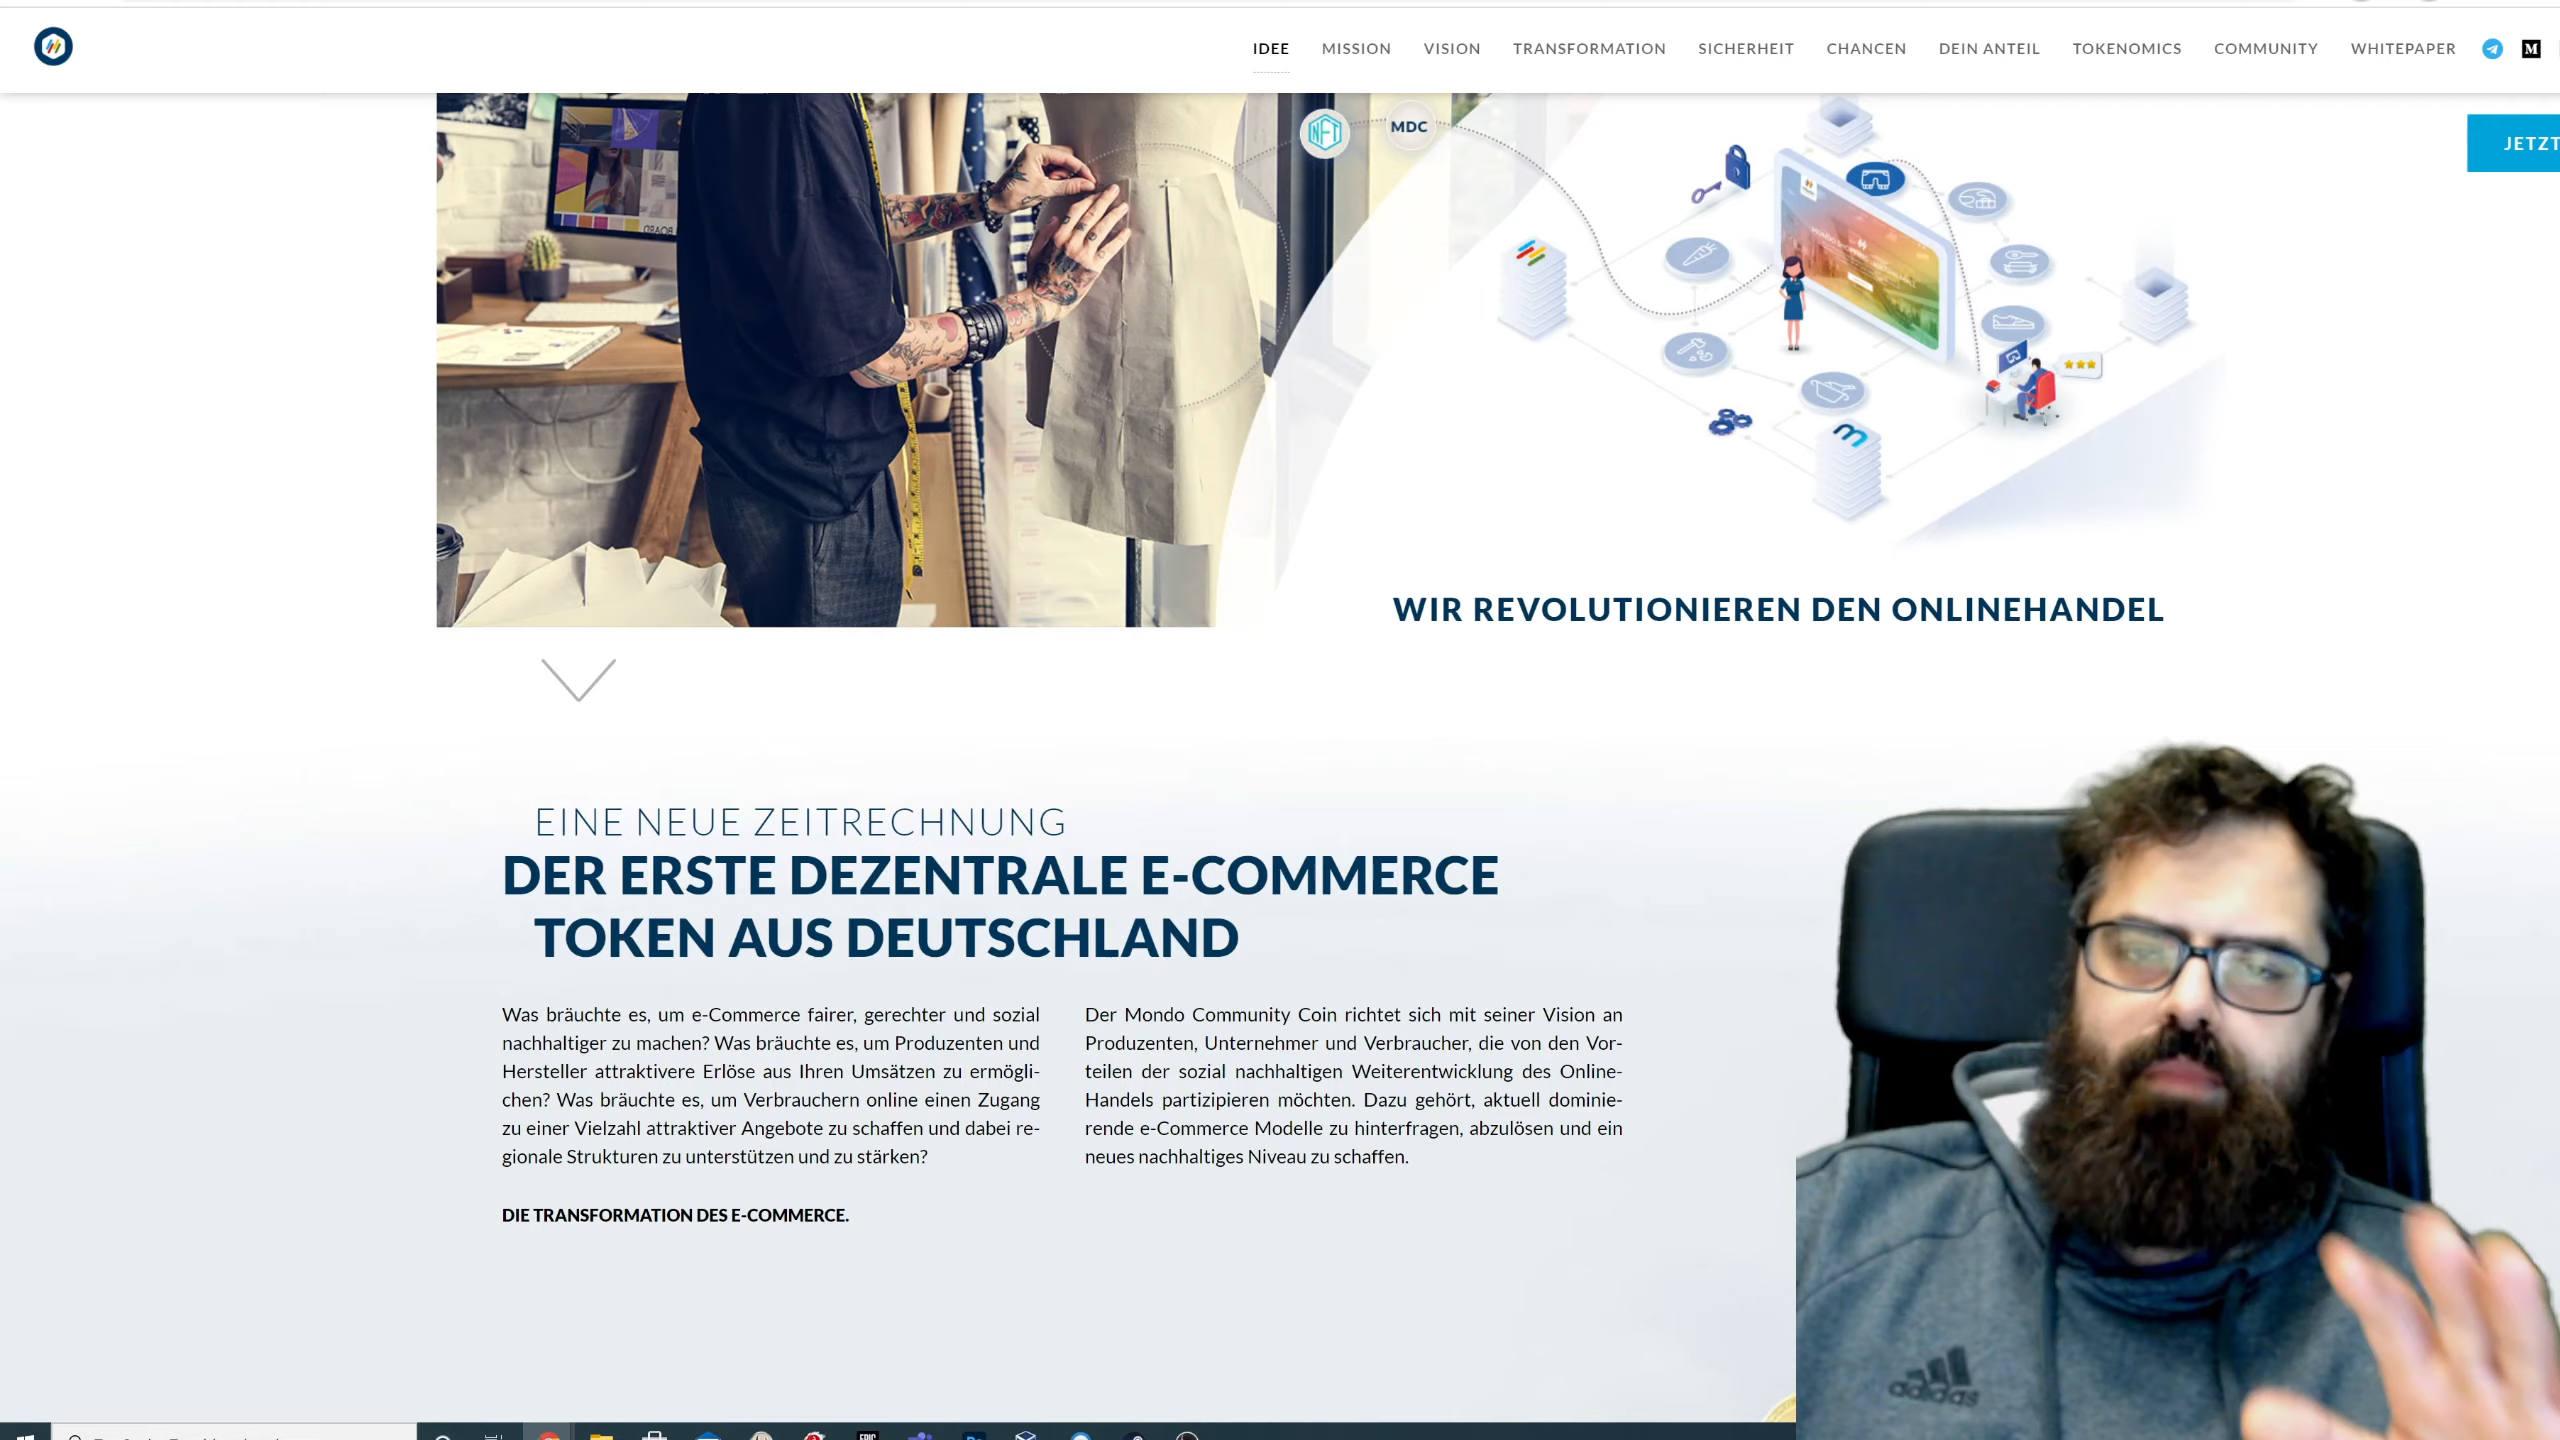 IDEE MISSION VISION TRANSFORMATION SICHERHEIT CHANCEN DEIN ANTEIL TOKENOMICS COMMUNITY WHITEPAPER M
JETZT
NFT MDC
WIR REVOLUTIONIEREN DEN ONLINEHANDEL
EINE NEUE ZEITRECHNUNG
DER ERSTE DEZENTRALE E-COMMERCE
TOKEN AUS DEUTSCHLAND
Was bräuchte es, um e-Commerce fairer, gerechter und sozial
nachhaltiger zu machen? Was bräuchte es, um Produzenten und
Hersteller attraktivere Erlöse aus Ihren Umsätzen zu ermögli-
chen? Was bräuchte es, um Verbrauchern online einen Zugang
zu einer Vielzahl attraktiver Angebote zu schaffen und dabei re-
gionale Strukturen zu unterstützen und zu stärken?
DIE TRANSFORMATION DES E-COMMERCE.
Der Mondo Community Coin richtet sich mit seiner Vision an
Produzenten, Unternehmer und Verbraucher, die von den Vor-
teilen der sozial nachhaltigen Weiterentwicklung des Online-
Handels partizipieren möchten. Dazu gehört, aktuell dominie-
rende e-Commerce Modelle zu hinterfragen, abzulösen und ein
neues nachhaltiges Niveau zu schaffen.
adidas
EPIC